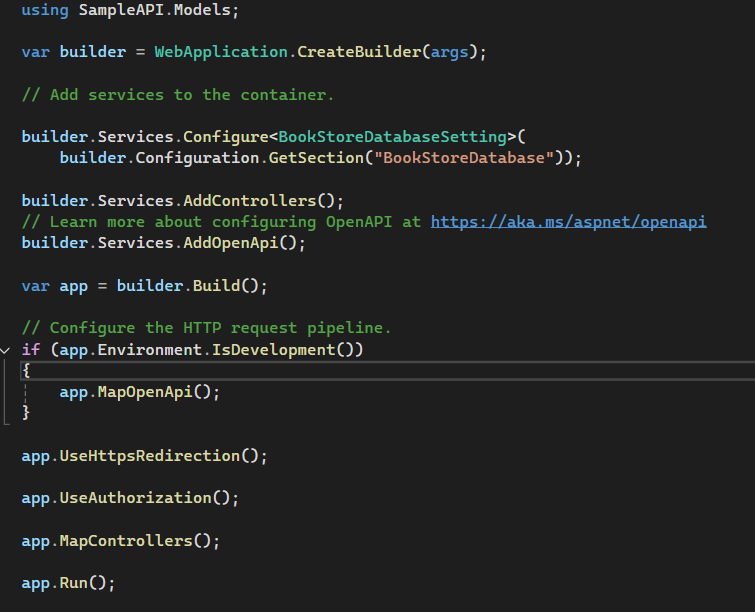 using SampleAPI.Models;
var builder = WebApplication.CreateBuilder(args);
// Add services to the container.
builder.Services.Configure<BookStoreDatabaseSetting>(
builder.Configuration.GetSection("BookStoreDatabase"));
builder.Services.AddControllers();
// Learn more about configuring OpenAPI at https://aka.ms/aspnet/openapi
builder.Services.AddOpenApi();
var app = builder.Build();
// Configure the HTTP request pipeline.
if (app.Environment.IsDevelopment())
{
app.MapOpenApi();
}
app.UseHttpsRedirection();
app.UseAuthorization();
app.MapControllers();
app.Run();